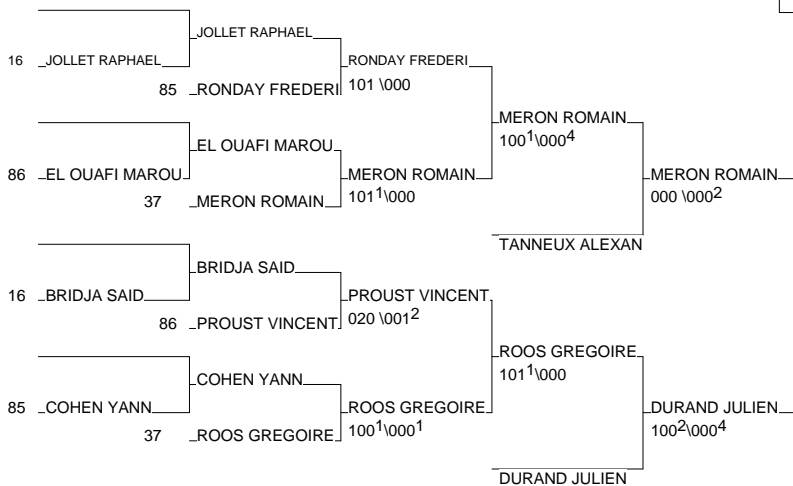 JOLLET RAPHAEL
16 JOLLET RAPHAEL RONDAY FREDERI
85 RONDAY FREDERI 101 \000
MERON ROMAIN
100¹\000⁴
EL OUAFI MAROU
86 EL OUAFI MAROU MERON ROMAIN MERON ROMAIN
37 MERON ROMAIN 101¹\000 000 \000²
TANNEUX ALEXAN
BRIDJA SAID
16 BRIDJA SAID PROUST VINCENT
86 PROUST VINCENT 020 \001²
ROOS GREGOIRE
101¹\000
COHEN YANN
85 COHEN YANN ROOS GREGOIRE DURAND JULIEN
37 ROOS GREGOIRE 100¹\000¹ 100²\000⁴
DURAND JULIEN